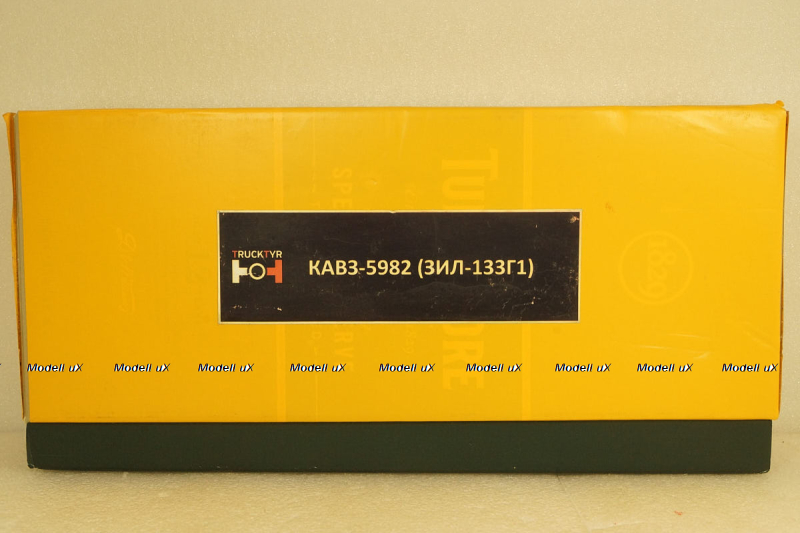 TRUCKTYR
КАВЗ-5982 (ЗИЛ-133Г1)
Modell uX Modell uX Modell uX Modell uX Modell uX Modell uX Modell uX Modell uX Modell uX